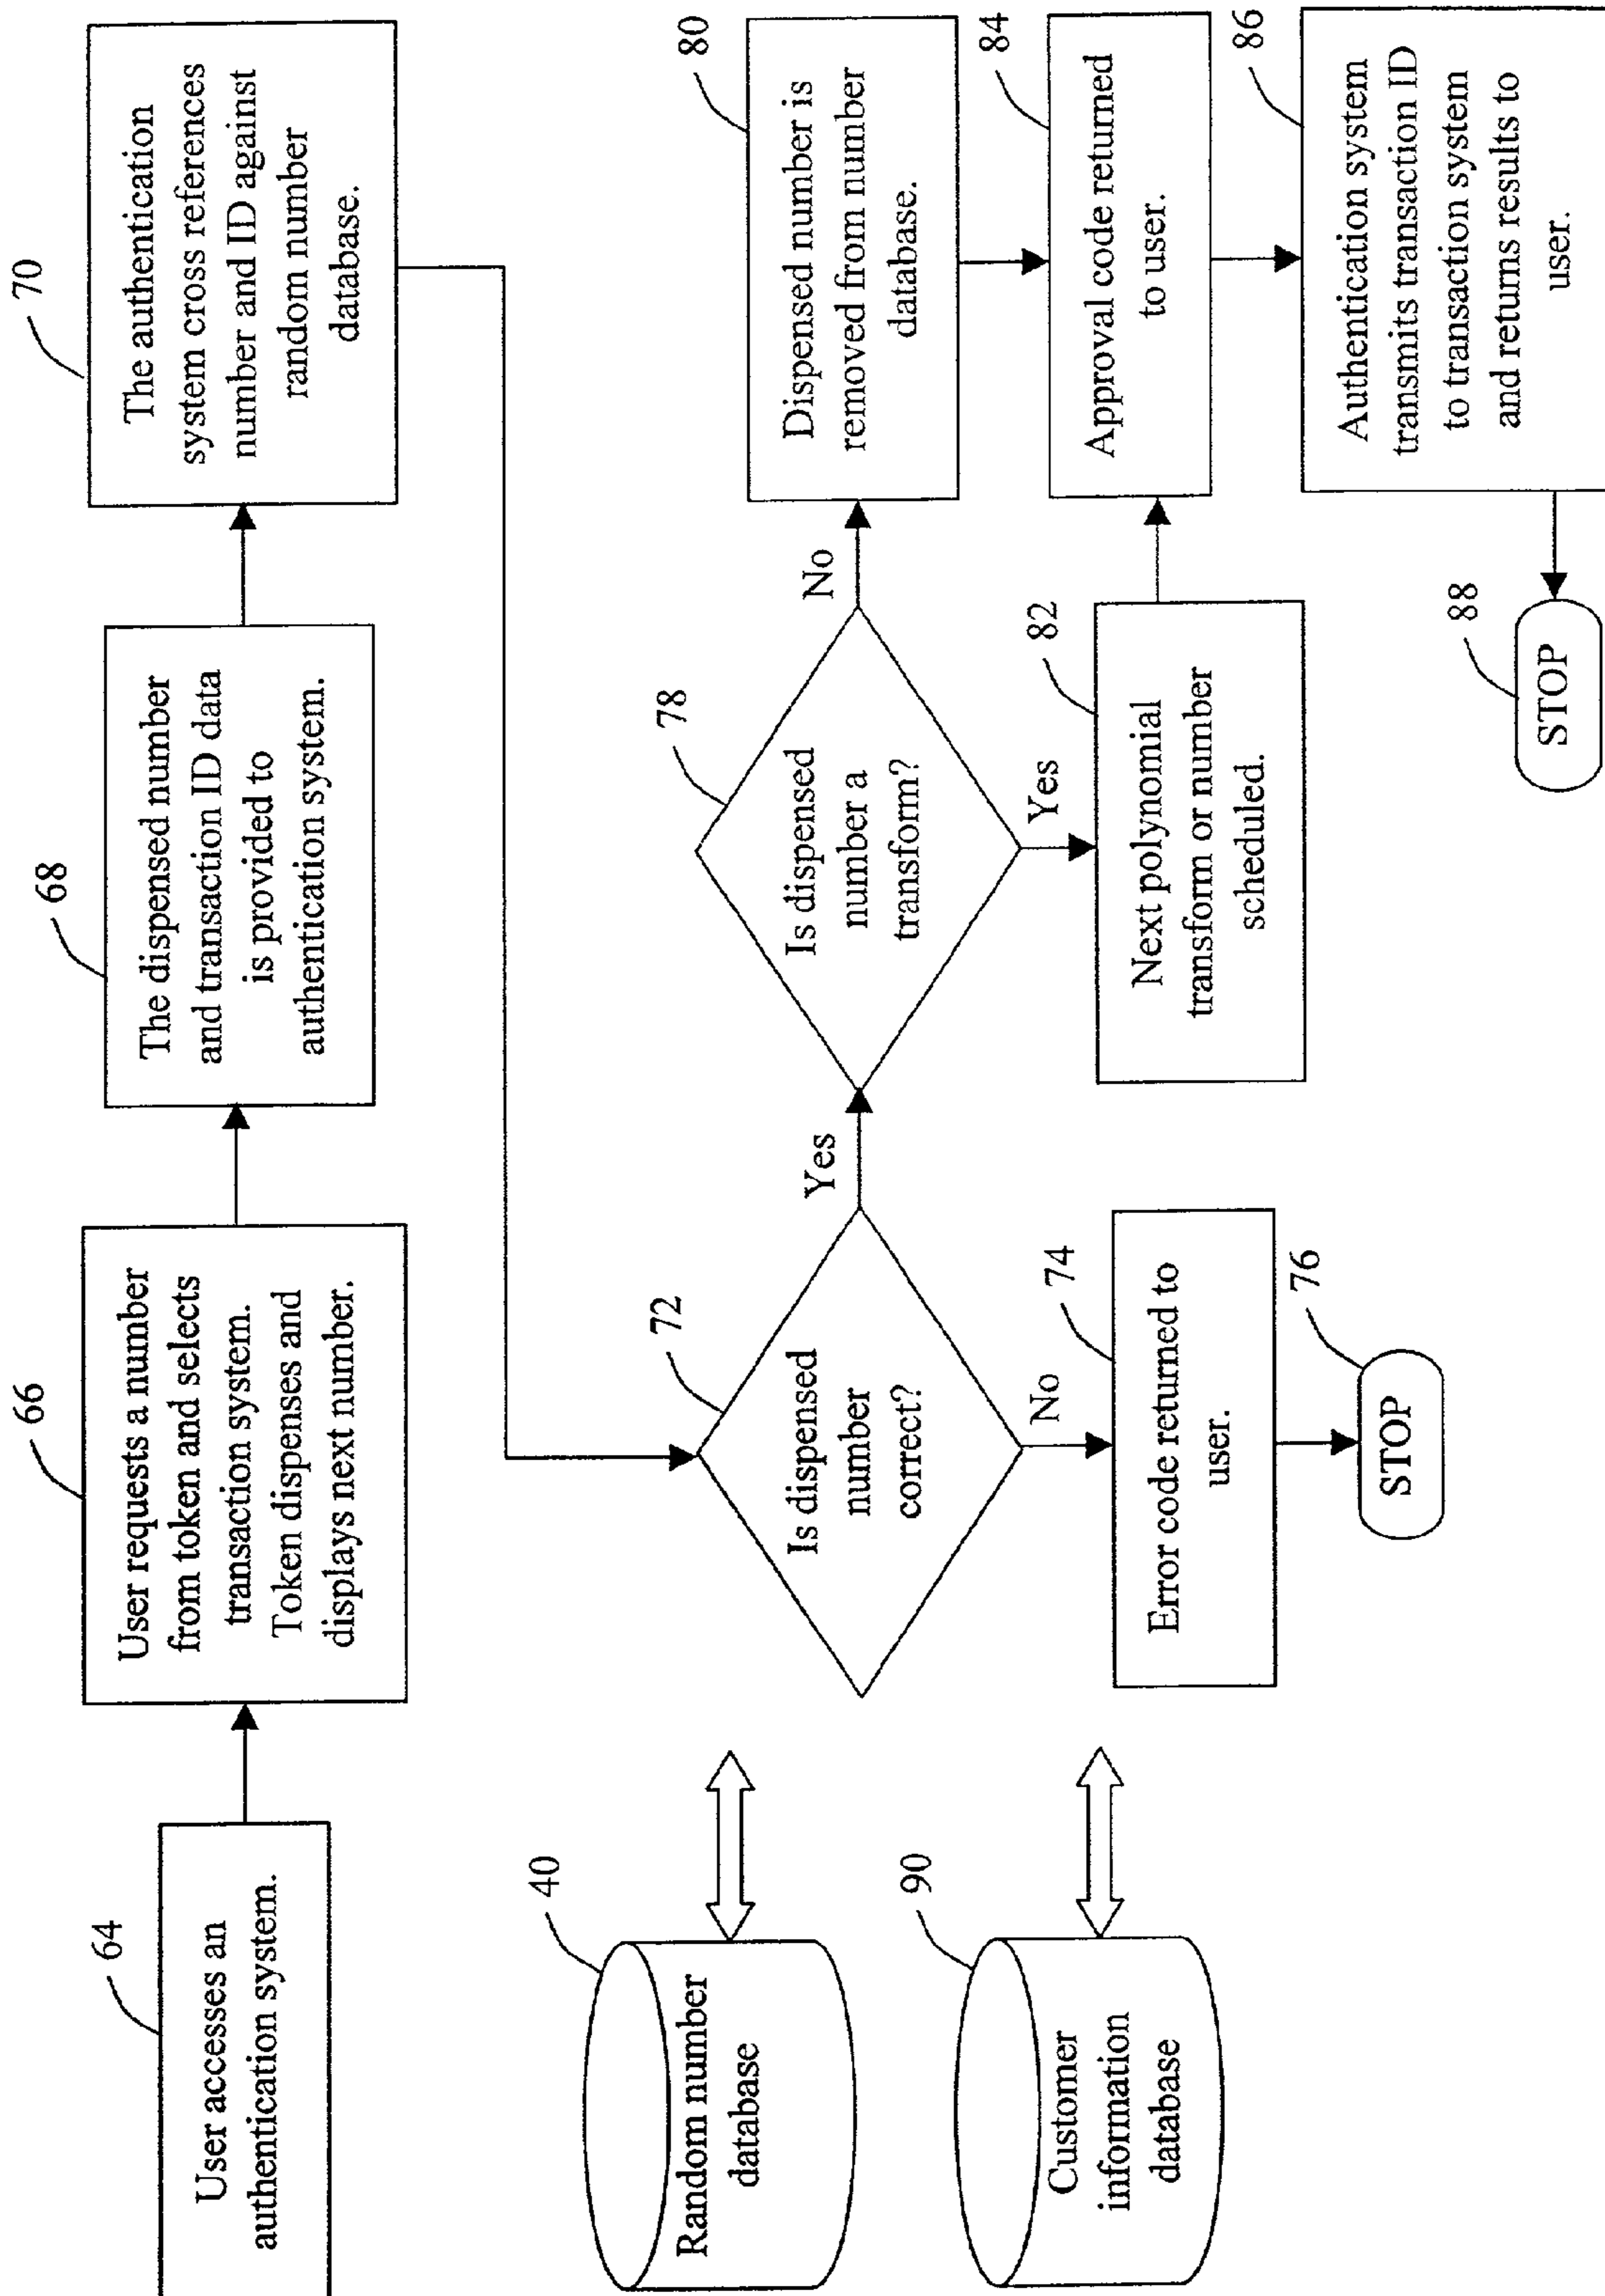 64
User accesses an
authentication system.
66
User requests a number
from token and selects
transaction system.
Token dispenses and
displays next number.
68
The dispensed number
and transaction ID data
is provided to
authentication system.
70
The authentication
system cross references
number and ID against
random number
database.
40
Random number
database
90
Customer
information
database
72
Is dispensed
number
correct?
Yes
No
74
Error code returned to
user.
76
STOP
78
Is dispensed
number a
transform?
No
Yes
80
Dispensed number is
removed from number
database.
82
Next polynomial
transform or number
scheduled.
84
Approval code returned
to user.
86
Authentication system
transmits transaction ID
to transaction system
and returns results to
user.
88
STOP